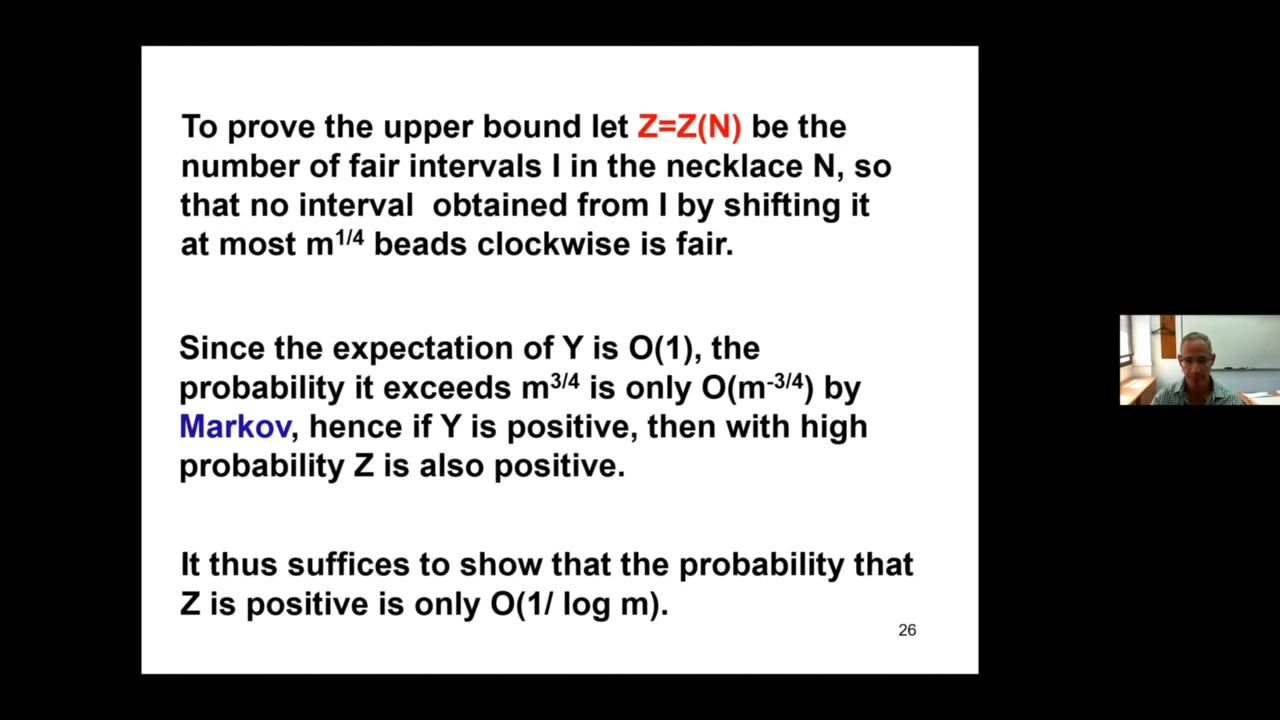 To prove the upper bound let Z=Z(N) be the
number of fair intervals I in the necklace N, so
that no interval obtained from I by shifting it
at most m^1/4 beads clockwise is fair.
Since the expectation of Y is O(1), the
probability it exceeds m^3/4 is only O(m^-3/4) by
Markov, hence if Y is positive, then with high
probability Z is also positive.
It thus suffices to show that the probability that
Z is positive is only O(1/ log m).
26